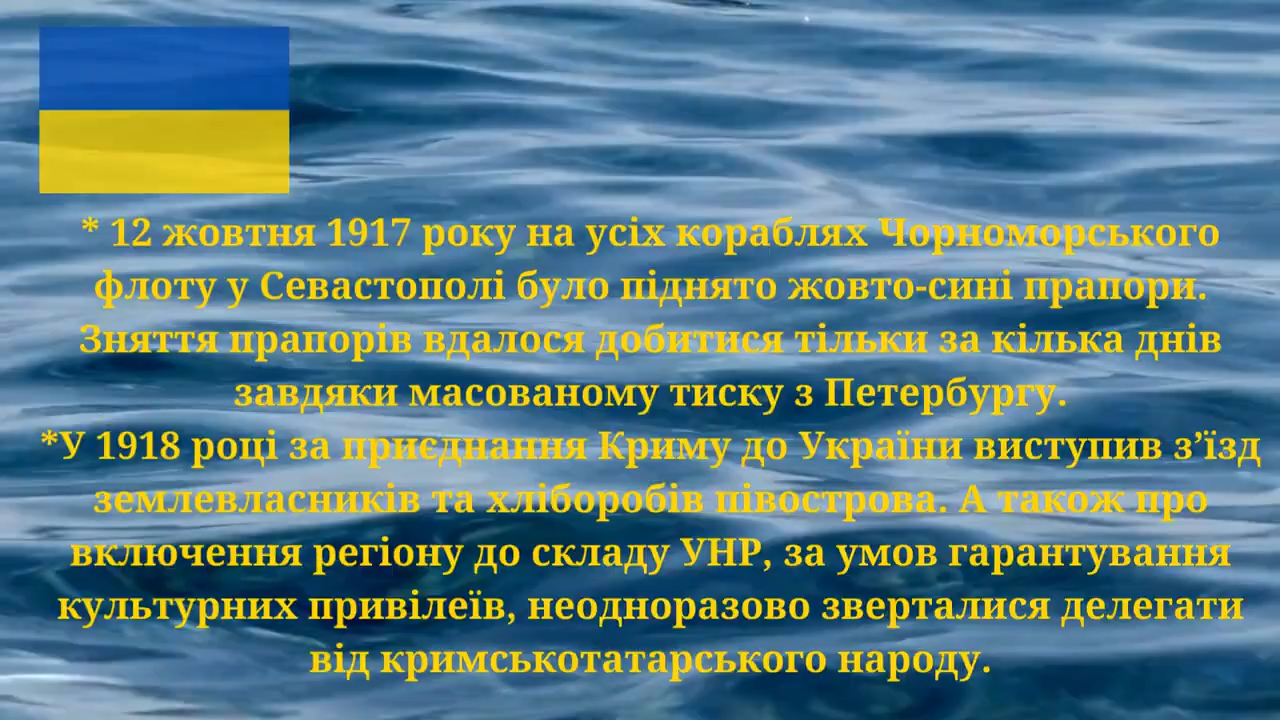 * 12 жовтня 1917 року на усіх кораблях Чорноморського
флоту у Севастополі було піднято жовто-сині прапори.
Зняття прапорів вдалося добитися тільки за кілька днів
завдяки масованому тиску з Петербургу.
*У 1918 році за приєднання Криму до України виступив з’їзд
землевласників та хліборобів півострова. А також про
включення регіону до складу УНР, за умов гарантування
культурних привілеїв, неодноразово зверталися делегати
від кримськотатарського народу.